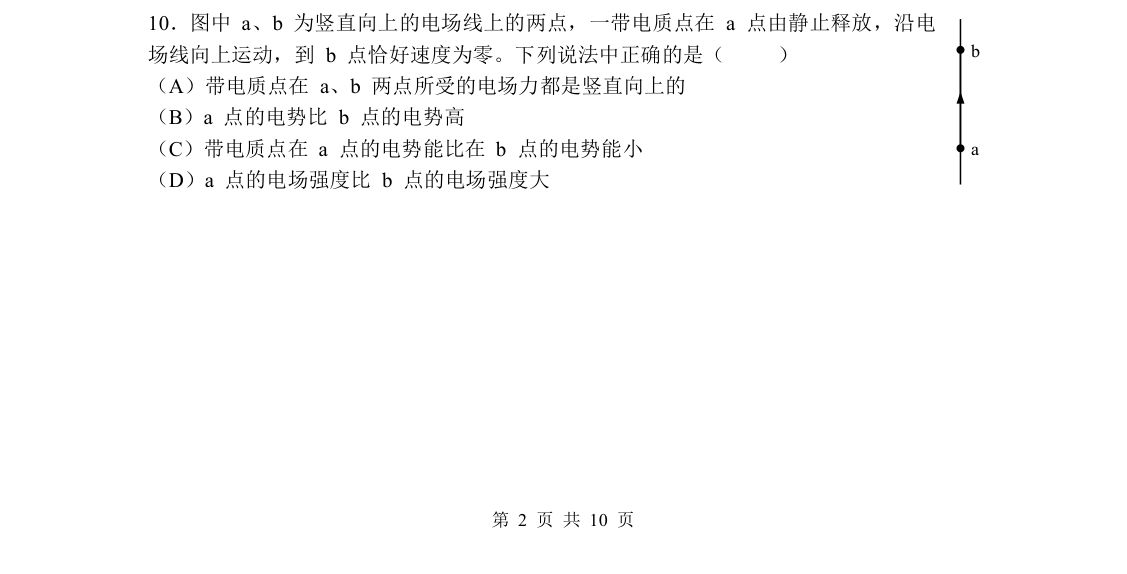 10．图中 a、b 为竖直向上的电场线上的两点，一带电质点在 a 点由静止释放，沿电
场线向上运动，到 b 点恰好速度为零。下列说法中正确的是（　　）
（A）带电质点在 a、b 两点所受的电场力都是竖直向上的
（B）a 点的电势比 b 点的电势高
（C）带电质点在 a 点的电势能比在 b 点的电势能小
（D）a 点的电场强度比 b 点的电场强度大
b
a
第 2 页 共 10 页